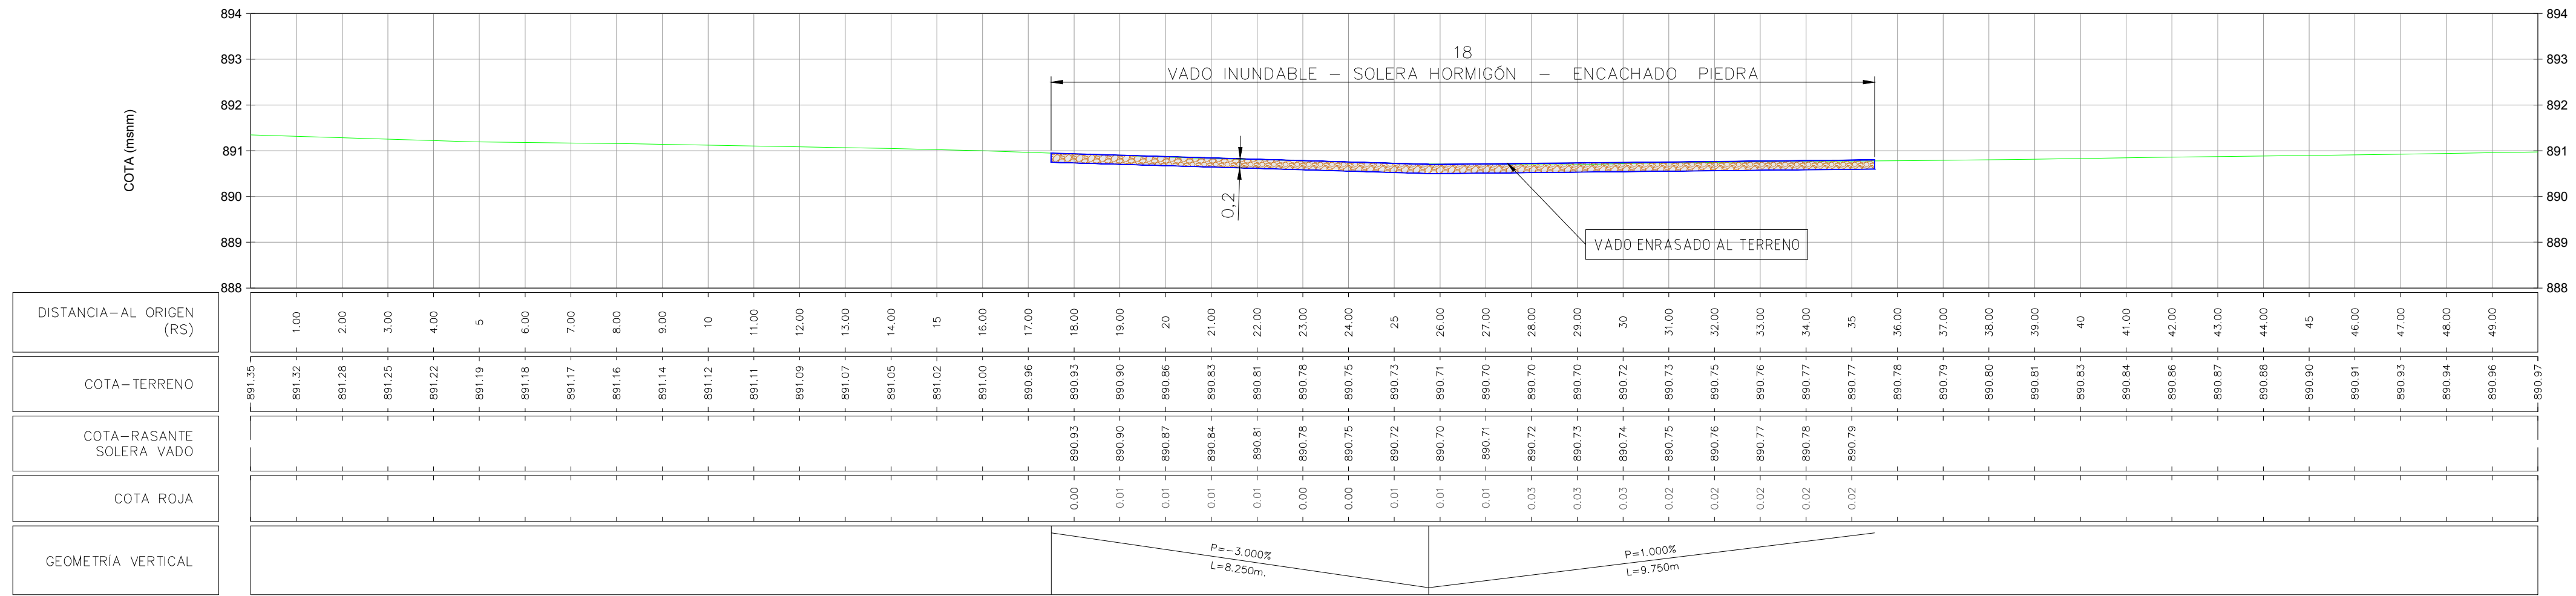 894 894
893 893
892 892
891 891
890 890
889 889
888 888
COTA (msnm)
18
VADO INUNDABLE – SOLERA HORMIGÓN – ENCACHADO PIEDRA
0,2
VADO ENRASADO AL TERRENO
DISTANCIA–AL ORIGEN
(RS)
1.00 2.00 3.00 4.00 5 6.00 7.00 8.00 9.00 10 11.00 12.00 13.00 14.00 15 16.00 17.00 18.00 19.00 20 21.00 22.00 23.00 24.00 25 26.00 27.00 28.00 29.00 30 31.00 32.00 33.00 34.00 35 36.00 37.00 38.00 39.00 40 41.00 42.00 43.00 44.00 45 46.00 47.00 48.00 49.00
COTA–TERRENO
891.35 891.32 891.28 891.25 891.22 891.19 891.18 891.17 891.16 891.14 891.12 891.11 891.09 891.07 891.05 891.02 891.00 890.96 890.93 890.90 890.86 890.83 890.81 890.78 890.75 890.73 890.71 890.70 890.70 890.70 890.72 890.73 890.75 890.76 890.77 890.77 890.78 890.79 890.80 890.81 890.83 890.84 890.86 890.87 890.88 890.90 890.91 890.93 890.94 890.96 890.97
COTA–RASANTE
SOLERA VADO
890.93 890.90 890.87 890.84 890.81 890.78 890.75 890.72 890.70 890.71 890.72 890.73 890.74 890.75 890.76 890.77 890.78 890.79
COTA ROJA
0.00 0.01 0.01 0.01 0.01 0.00 0.00 0.01 0.01 0.01 0.03 0.03 0.03 0.02 0.02 0.02 0.02 0.02
GEOMETRÍA VERTICAL
P=–3.000%
L=8.250m.
P=1.000%
L=9.750m